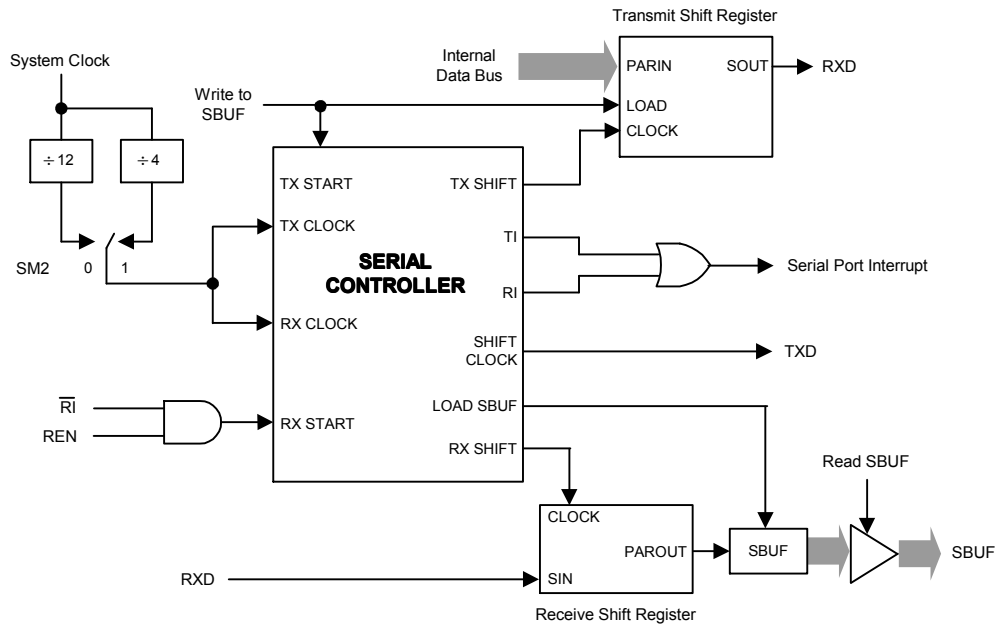 Transmit Shift Register
System Clock
Internal
Data Bus
PARIN
SOUT
RXD
Write to
SBUF
LOAD
CLOCK
÷ 12
÷ 4
TX START
TX SHIFT
TX CLOCK
TI
SM2
0
1
SERIAL
CONTROLLER
Serial Port Interrupt
RI
RX CLOCK
SHIFT
CLOCK
TXD
R̅I̅
REN
LOAD SBUF
RX START
RX SHIFT
Read SBUF
CLOCK
PAROUT
SBUF
SBUF
RXD
SIN
Receive Shift Register